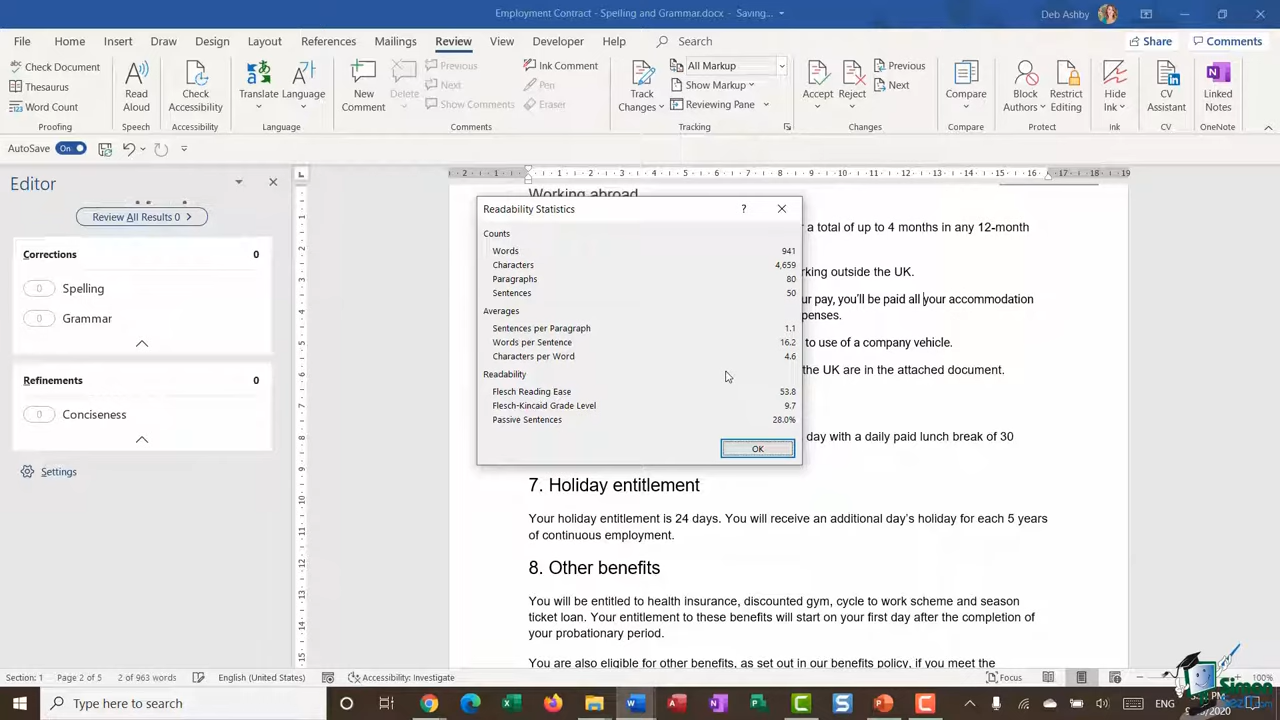 Employment Contract - Spelling and Grammar.docx - Saving...
Deb Ashby
File Home Insert Draw Design Layout References Mailings Review View Developer Help Search Share Comments
Check Document
Thesaurus
Word Count
Proofing
Read Aloud
Speech
Check Accessibility
Accessibility
Translate Language
Language
New Comment
Delete
Previous
Next
Show Comments
Comments
Ink Comment
Pen
Eraser
Track Changes
All Markup
Show Markup
Reviewing Pane
Tracking
Accept Reject
Previous
Next
Changes
Compare
Compare
Block Authors
Restrict Editing
Protect
Hide Ink
Ink
CV Assistant
CV
Linked Notes
OneNote
AutoSave On
Editor
Review All Results 0
Corrections 0
0 Spelling
0 Grammar
Refinements 0
0 Conciseness
Settings
Working abroad
a total of up to 4 months in any 12-month
rking outside the UK.
ur pay, you'll be paid all your accommodation
penses.
to use of a company vehicle.
the UK are in the attached document.
day with a daily paid lunch break of 30
Readability Statistics
Counts
Words 941
Characters 4,659
Paragraphs 80
Sentences 50
Averages
Sentences per Paragraph 1.1
Words per Sentence 16.2
Characters per Word 4.6
Readability
Flesch Reading Ease 53.8
Flesch-Kincaid Grade Level 9.7
Passive Sentences 28.0%
OK
7. Holiday entitlement
Your holiday entitlement is 24 days. You will receive an additional day's holiday for each 5 years
of continuous employment.
8. Other benefits
You will be entitled to health insurance, discounted gym, cycle to work scheme and season
ticket loan. Your entitlement to these benefits will start on your first day after the completion of
your probationary period.
You are also eligible for other benefits, as set out in our benefits policy, if you meet the
Section: 1 Page 2 of 5 2 of 963 words English (United States) Accessibility: Investigate Focus 100%
Type here to search